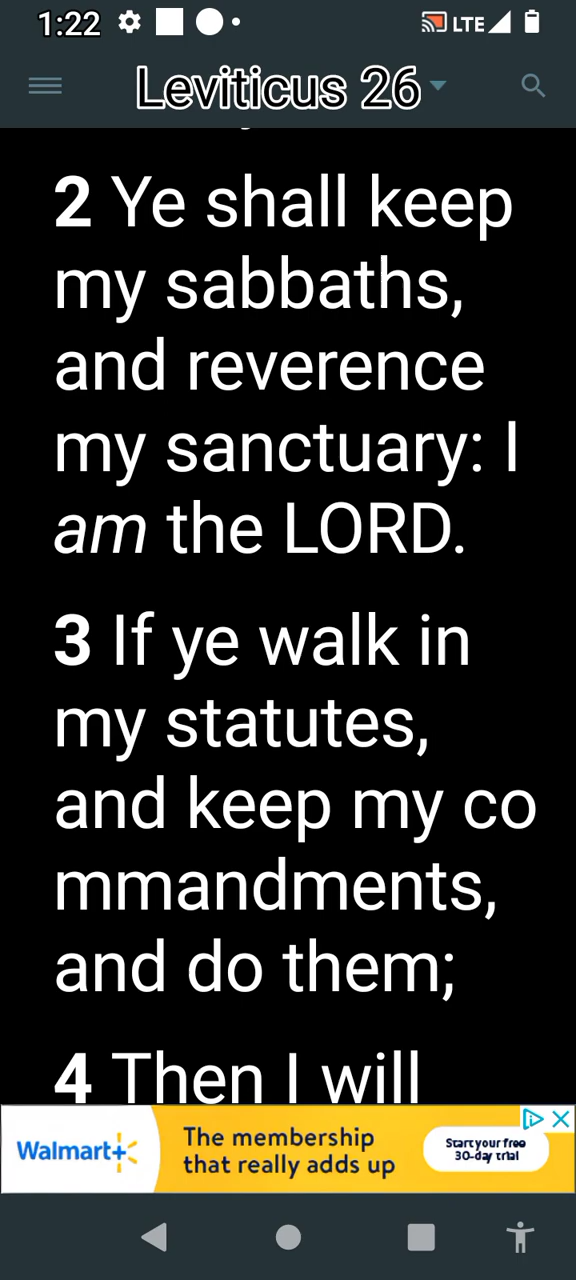 1:22
LTE
Leviticus 26
2 Ye shall keep
my sabbaths,
and reverence
my sanctuary: I
am the LORD.
3 If ye walk in
my statutes,
and keep my co
mmandments,
and do them;
4 Then I will
Walmart+
The membership
that really adds up
Start your free
30-day trial